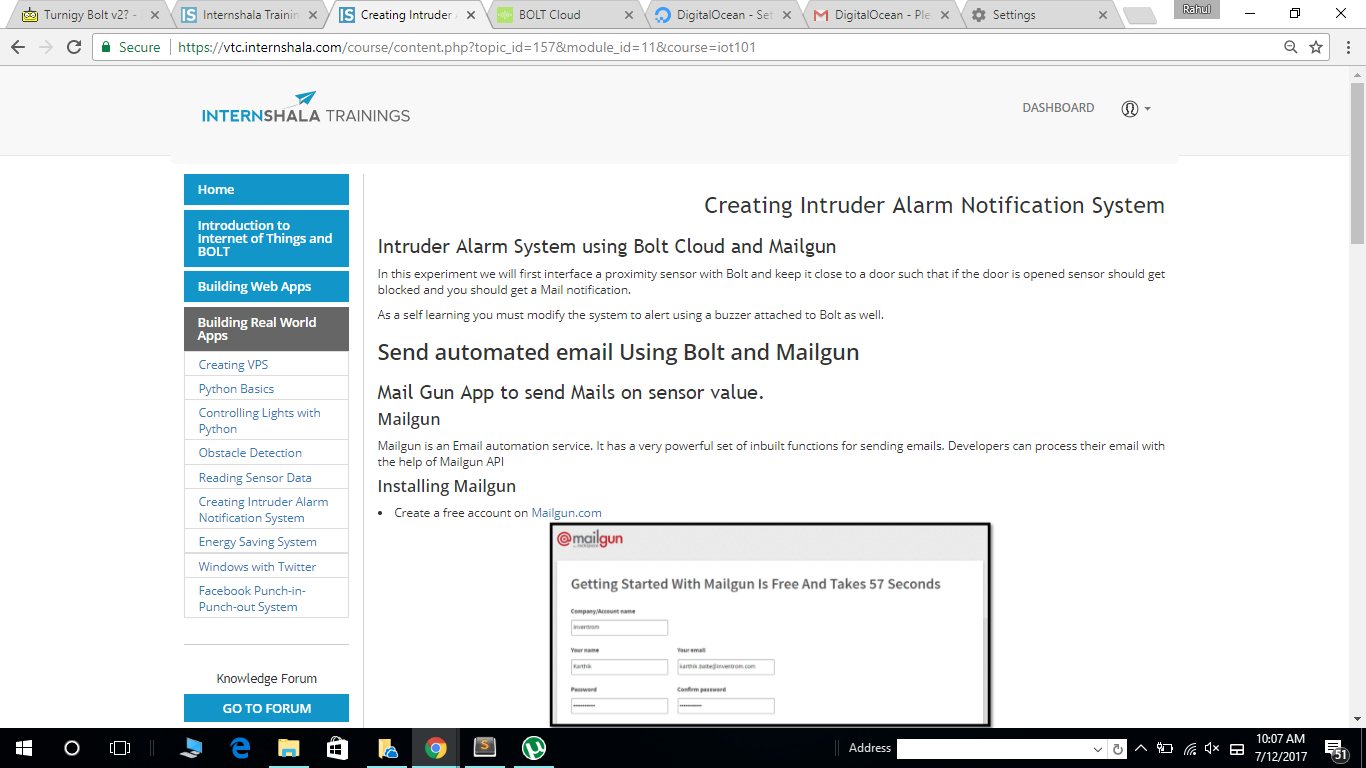 Turnigy Bolt v2? -
Internshala Trainin
Creating Intruder A
BOLT Cloud
DigitalOcean - Set
DigitalOcean - Ple
Settings
Rahul
Secure
https://vtc.internshala.com/course/content.php?topic_id=157&module_id=11&course=iot101
INTERNSHALA TRAININGS
DASHBOARD
Home
Introduction to
Internet of Things and
BOLT
Building Web Apps
Building Real World
Apps
Creating VPS
Python Basics
Controlling Lights with
Python
Obstacle Detection
Reading Sensor Data
Creating Intruder Alarm
Notification System
Energy Saving System
Windows with Twitter
Facebook Punch-in-
Punch-out System
Knowledge Forum
GO TO FORUM
Creating Intruder Alarm Notification System
Intruder Alarm System using Bolt Cloud and Mailgun
In this experiment we will first interface a proximity sensor with Bolt and keep it close to a door such that if the door is opened sensor should get
blocked and you should get a Mail notification.
As a self learning you must modify the system to alert using a buzzer attached to Bolt as well.
Send automated email Using Bolt and Mailgun
Mail Gun App to send Mails on sensor value.
Mailgun
Mailgun is an Email automation service. It has a very powerful set of inbuilt functions for sending emails. Developers can process their email with
the help of Mailgun API
Installing Mailgun
• Create a free account on Mailgun.com
@mailgun
Getting Started With Mailgun Is Free And Takes 57 Seconds
Company/Account name
Inventrom
Your name
Your email
Karthik
Password
Confirm password
Address
10:07 AM
7/12/2017
51